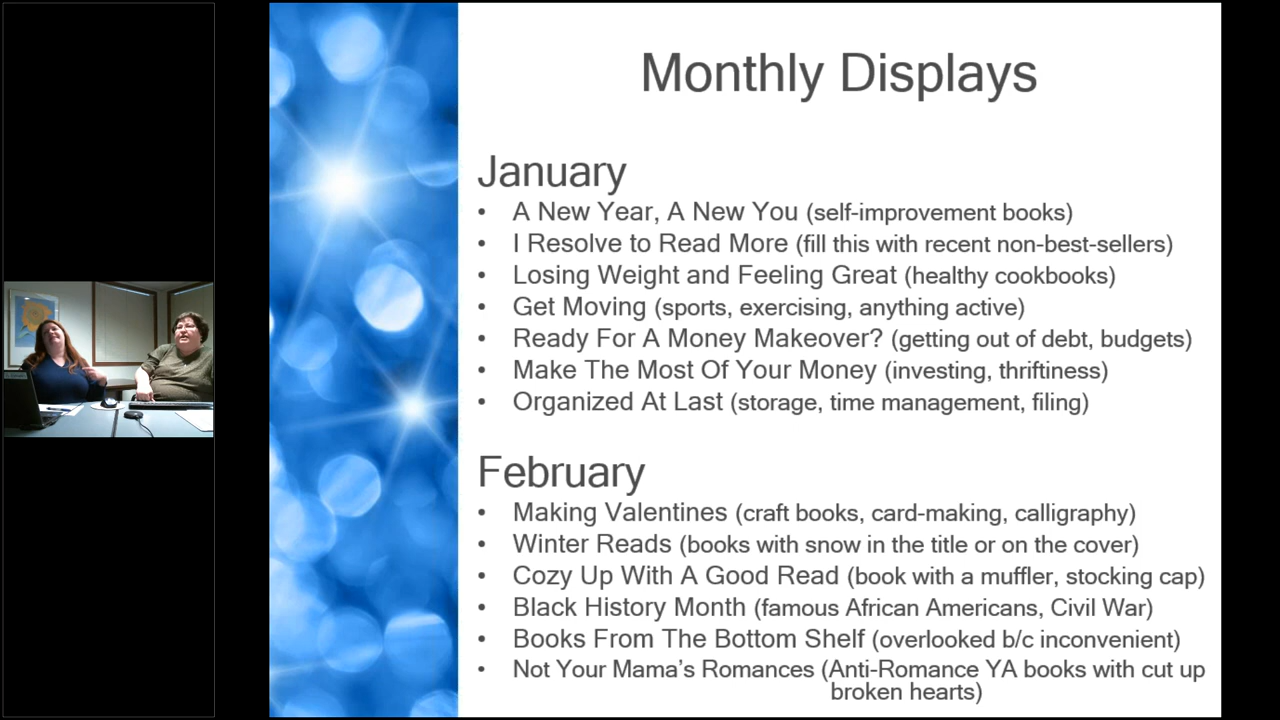 Monthly Displays
January
• A New Year, A New You (self-improvement books)
• I Resolve to Read More (fill this with recent non-best-sellers)
• Losing Weight and Feeling Great (healthy cookbooks)
• Get Moving (sports, exercising, anything active)
• Ready For A Money Makeover? (getting out of debt, budgets)
• Make The Most Of Your Money (investing, thriftiness)
• Organized At Last (storage, time management, filing)
February
• Making Valentines (craft books, card-making, calligraphy)
• Winter Reads (books with snow in the title or on the cover)
• Cozy Up With A Good Read (book with a muffler, stocking cap)
• Black History Month (famous African Americans, Civil War)
• Books From The Bottom Shelf (overlooked b/c inconvenient)
• Not Your Mama’s Romances (Anti-Romance YA books with cut up
broken hearts)